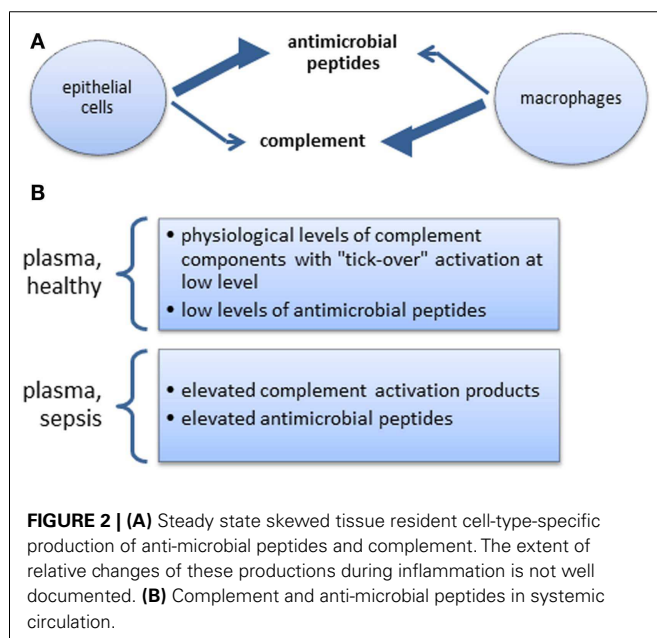 A
antimicrobial
peptides
epithelial
cells
macrophages
complement
B
plasma,
healthy
• physiological levels of complement
components with "tick-over" activation at
low level
• low levels of antimicrobial peptides
plasma,
sepsis
• elevated complement activation products
• elevated antimicrobial peptides
FIGURE 2 | (A) Steady state skewed tissue resident cell-type-specific
production of anti-microbial peptides and complement. The extent of
relative changes of these productions during inflammation is not well
documented. (B) Complement and anti-microbial peptides in systemic
circulation.